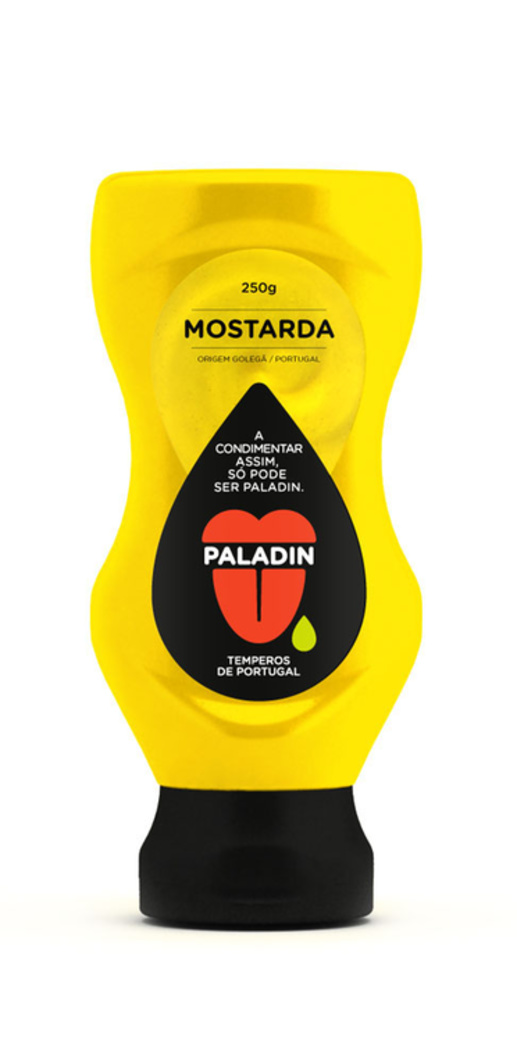 250g
MOSTARDA
ORIGEM GOLEGÃ / PORTUGAL
A
CONDIMENTAR
ASSIM,
SÓ PODE
SER PALADIN.
PALADIN
TEMPEROS
DE PORTUGAL